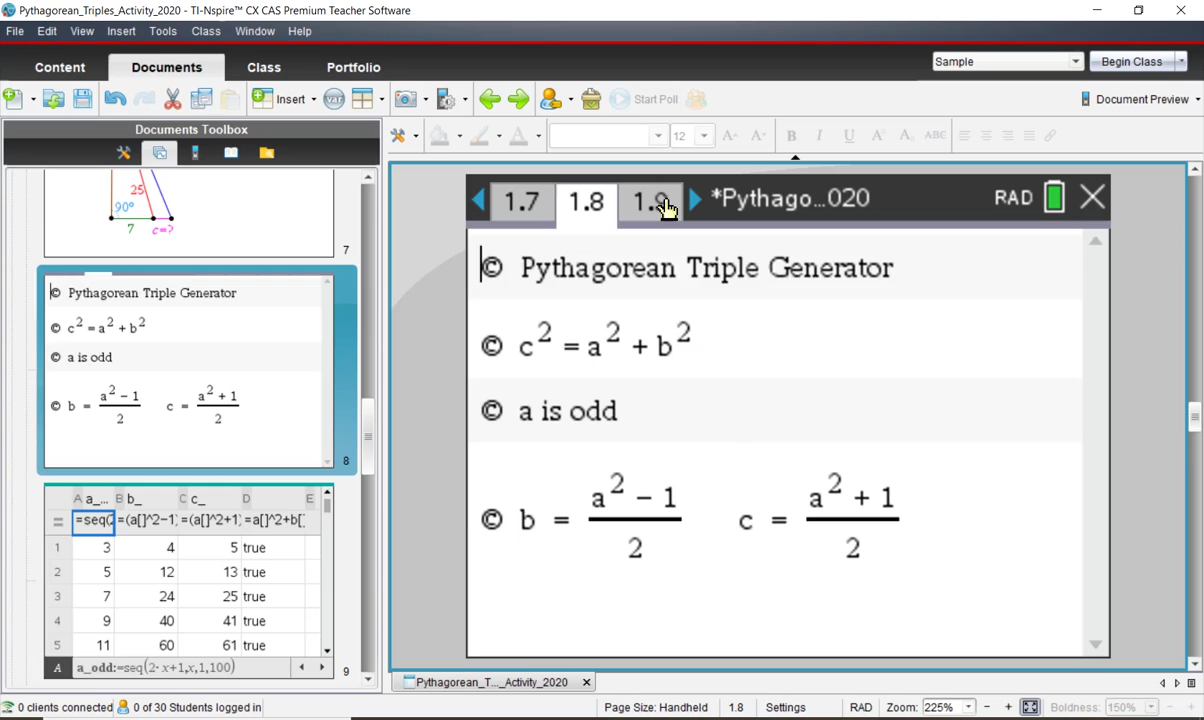 Pythagorean_Triples_Activity_2020 - TI-Nspire™ CX CAS Premium Teacher Software
File Edit View Insert Tools Class Window Help
Content Documents Class Portfolio
Sample Begin Class
Insert Start Poll Document Preview
Documents Toolbox
12 B I U A A ABC
25
90°
7 c=?
7
© Pythagorean Triple Generator
© c² = a² + b²
© a is odd
© b = (a² - 1)/2 c = (a² + 1)/2
8
A a_... B b_ C c_ D E
= =seq(2 =(a[]^2-1) =(a[]^2+1) =a[]^2+b[]
1 3 4 5 true
2 5 12 13 true
3 7 24 25 true
4 9 40 41 true
5 11 60 61 true
A a_odd:=seq(2·x+1,x,1,100)
9
1.7 1.8 1.9 *Pythago...020 RAD
© Pythagorean Triple Generator
© c² = a² + b²
© a is odd
© b = (a² - 1)/2 c = (a² + 1)/2
Pythagorean_T..._Activity_2020
0 clients connected 0 of 30 Students logged in Page Size: Handheld 1.8 Settings RAD Zoom: 225% - + Boldness: 150% - +